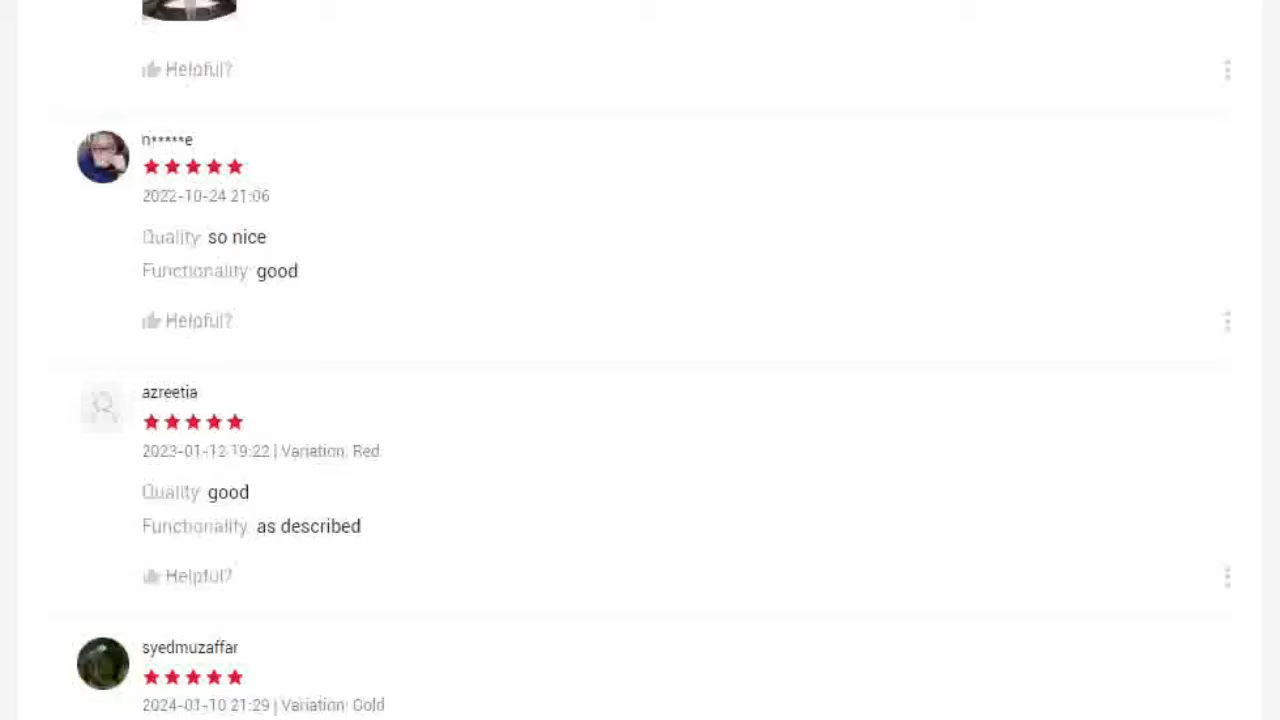 Helpful?
n*****e
2022-10-24 21:06
Quality: so nice
Functionality: good
Helpful?
azreetia
2023-01-12 19:22 | Variation: Red
Quality: good
Functionality: as described
Helpful?
syedmuzaffar
2024-01-10 21:29 | Variation: Gold